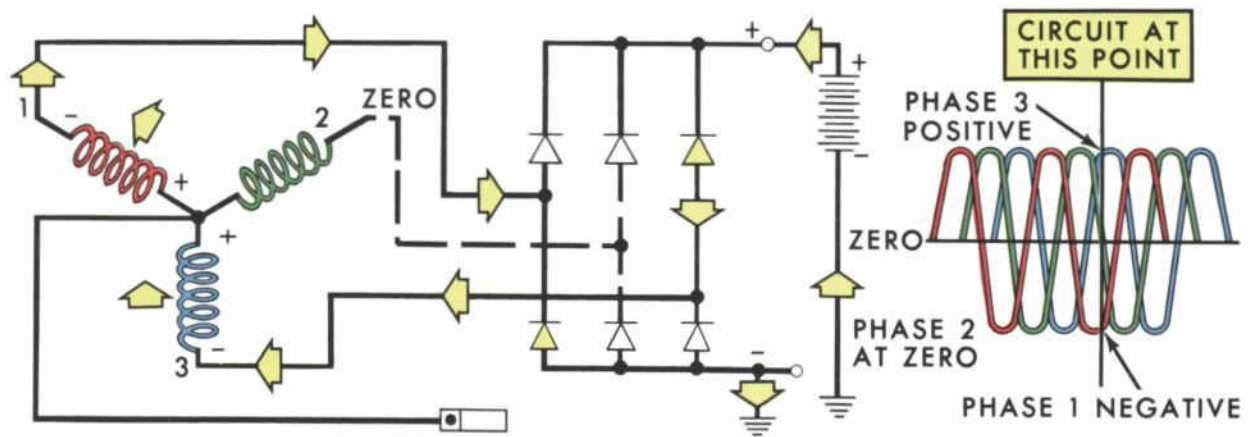 1
-
+
2
ZERO
+
3
-
+
-
+
-
CIRCUIT AT
THIS POINT
PHASE 3
POSITIVE
ZERO
PHASE 2
AT ZERO
PHASE 1 NEGATIVE